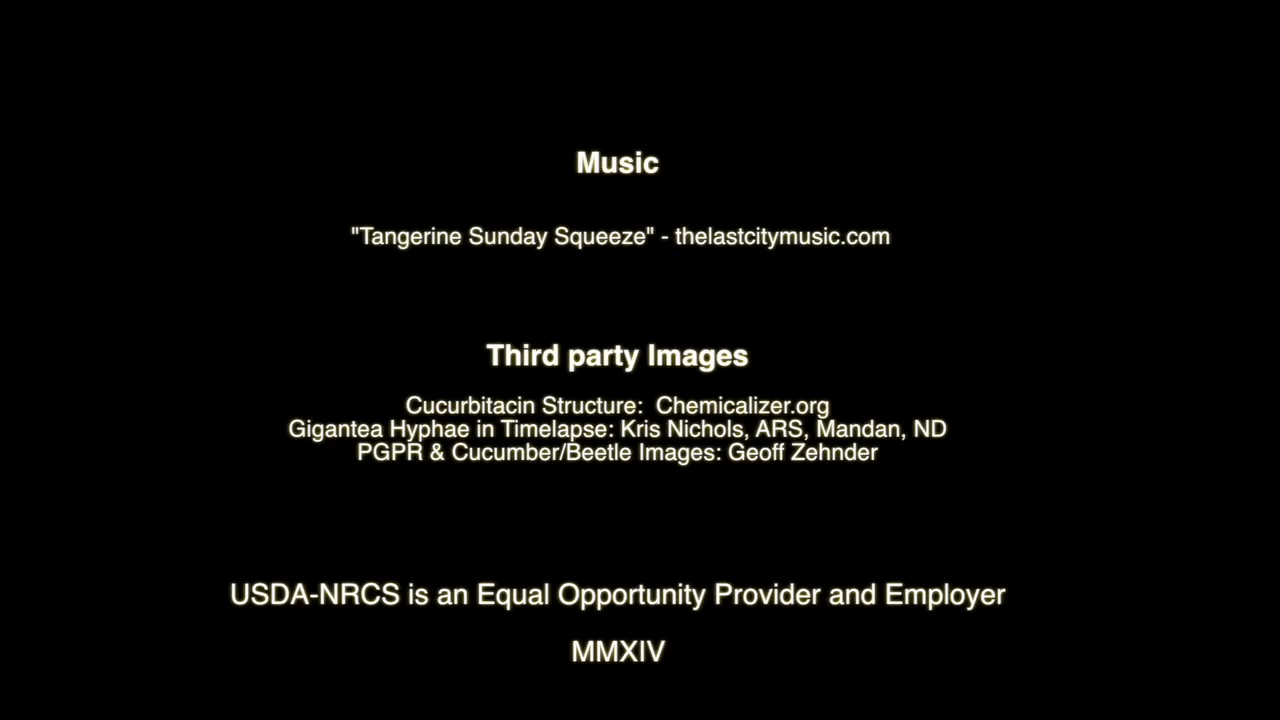 Music
"Tangerine Sunday Squeeze" - thelastcitymusic.com
Third party Images
Cucurbitacin Structure:  Chemicalizer.org
Gigantea Hyphae in Timelapse: Kris Nichols, ARS, Mandan, ND
PGPR & Cucumber/Beetle Images: Geoff Zehnder
USDA-NRCS is an Equal Opportunity Provider and Employer
MMXIV